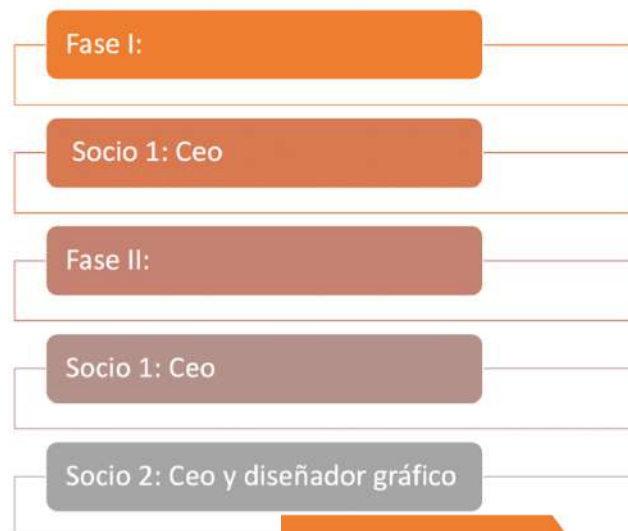 Fase I:
Socio 1: Ceo
Fase II:
Socio 1: Ceo
Socio 2: Ceo y diseñador gráfico